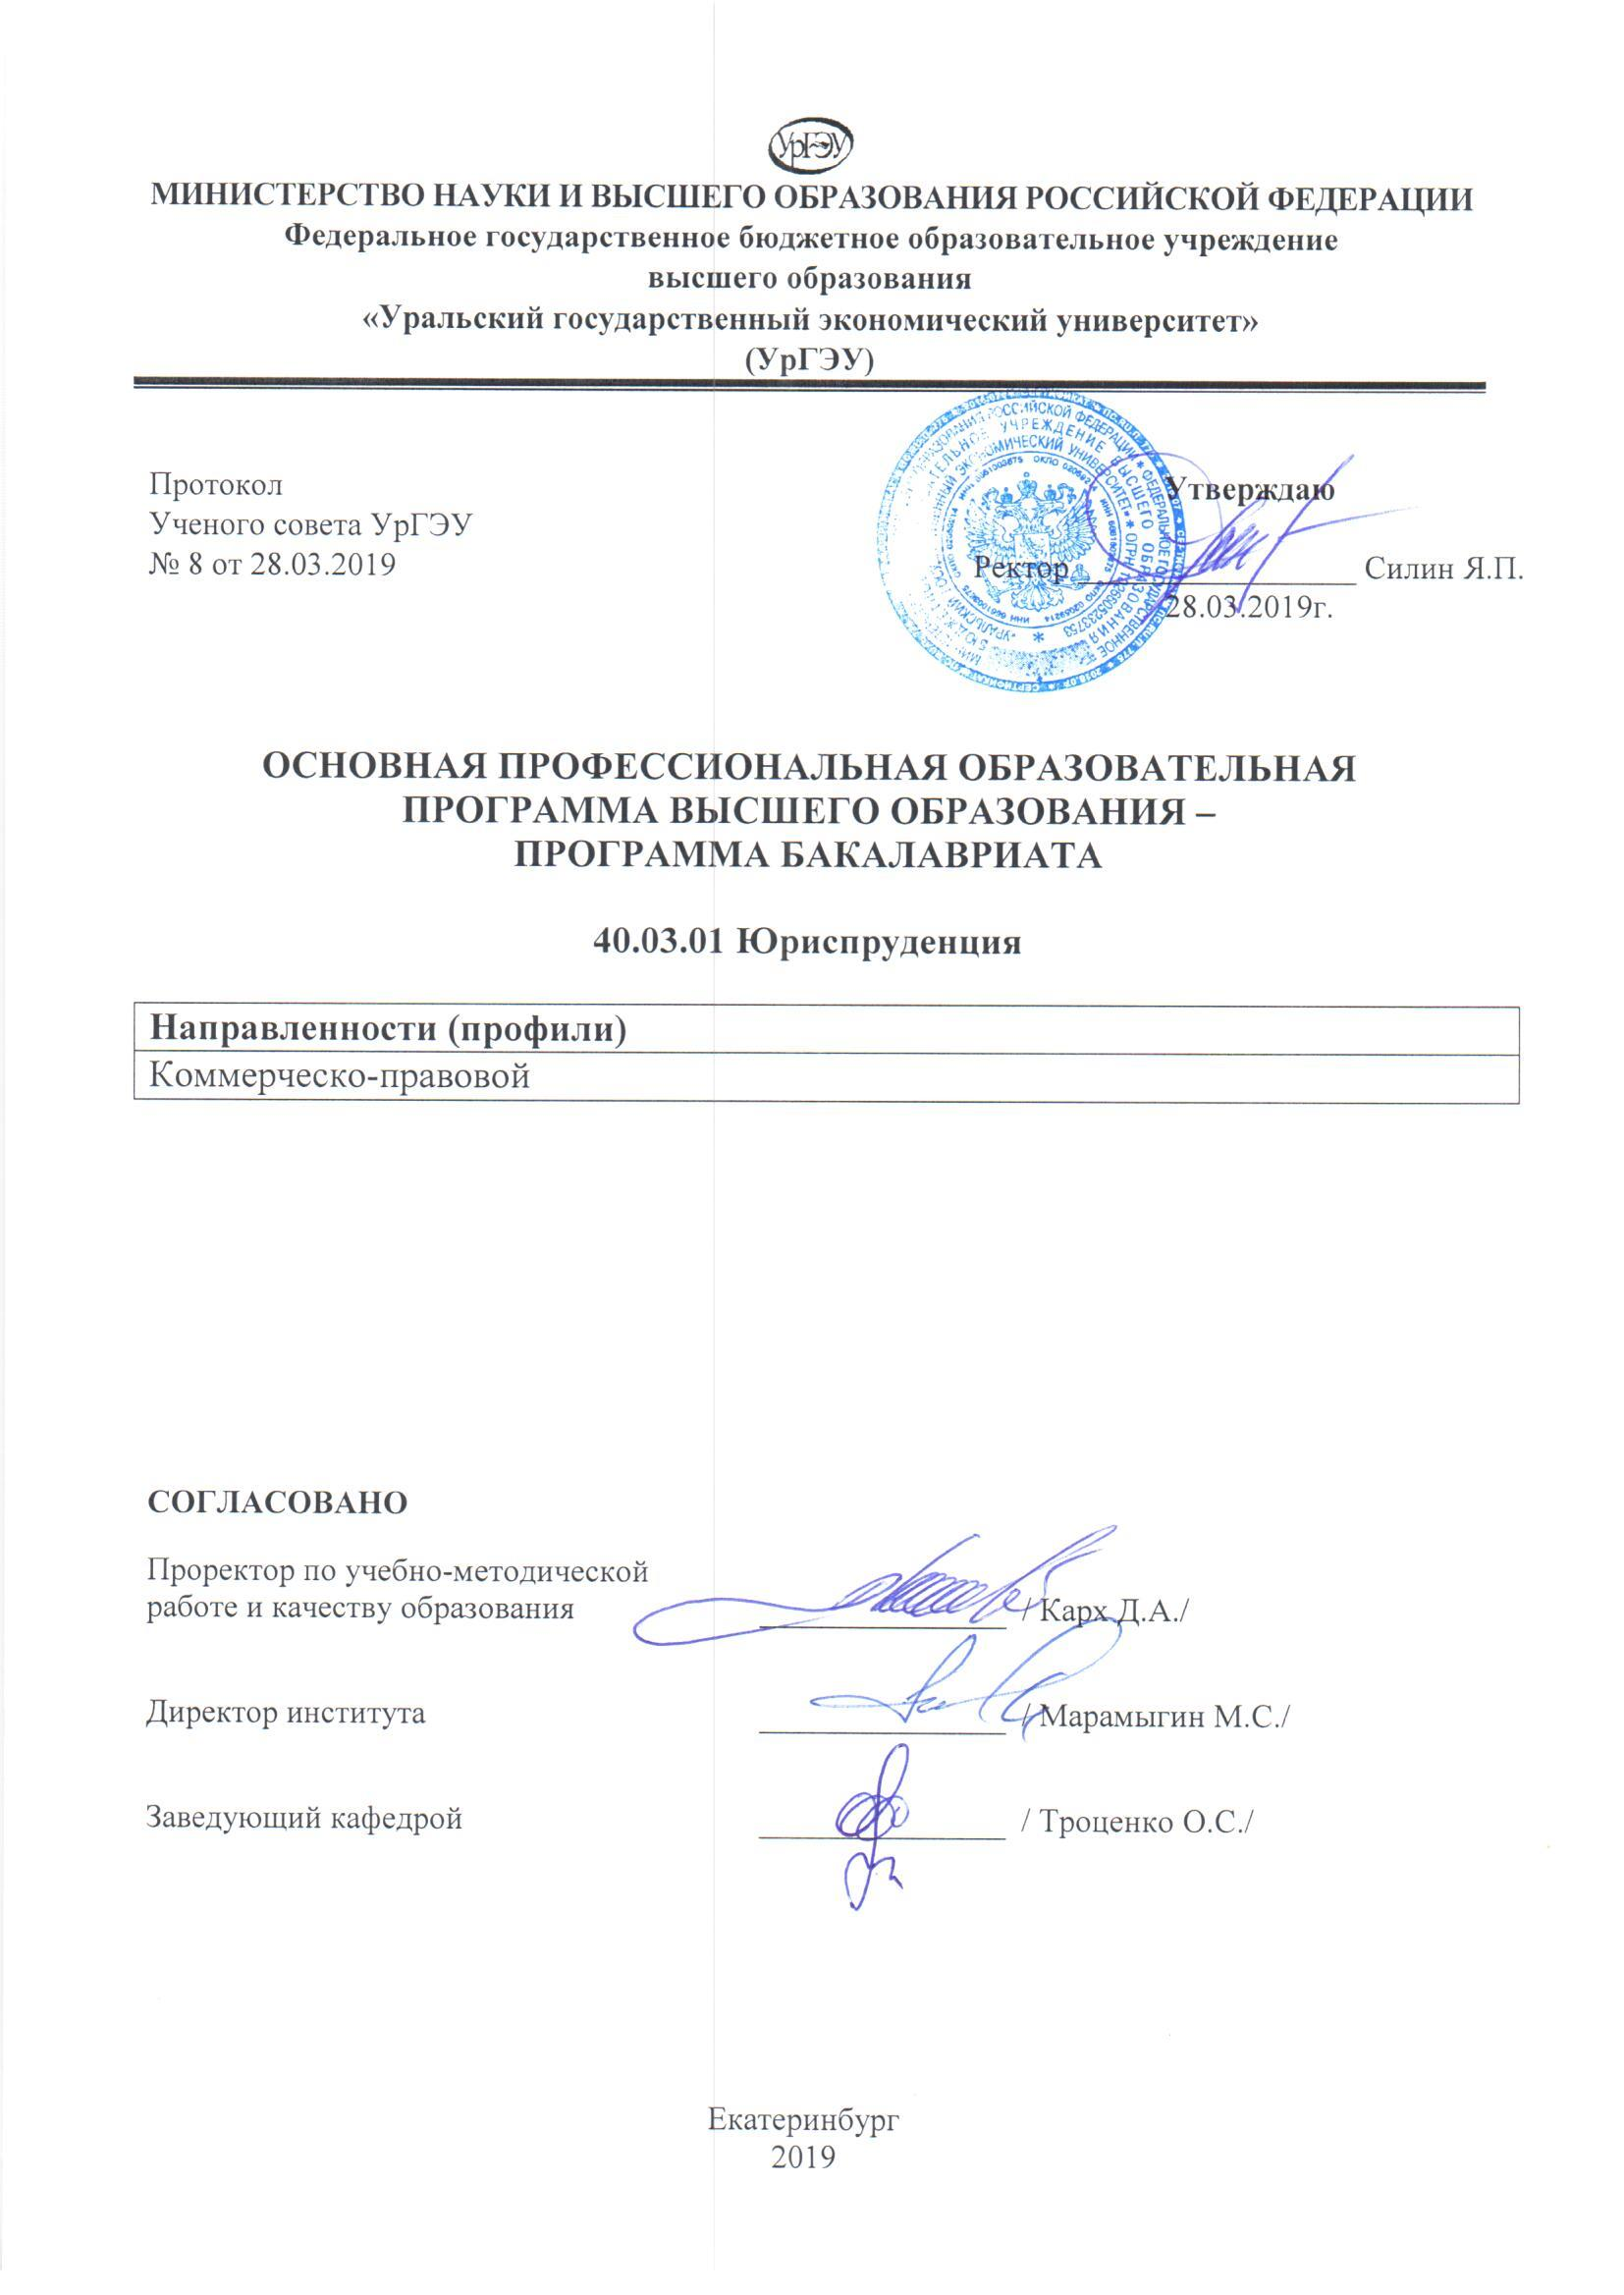 УрГЭУ
МИНИСТЕРСТВО НАУКИ И ВЫСШЕГО ОБРАЗОВАНИЯ РОССИЙСКОЙ ФЕДЕРАЦИИ
Федеральное государственное бюджетное образовательное учреждение
высшего образования
«Уральский государственный экономический университет»
(УрГЭУ)
Протокол
Ученого совета УрГЭУ
№ 8 от 28.03.2019
Утверждаю
Ректор Силин Я.П.
28.03.2019г.
ОСНОВНАЯ ПРОФЕССИОНАЛЬНАЯ ОБРАЗОВАТЕЛЬНАЯ
ПРОГРАММА ВЫСШЕГО ОБРАЗОВАНИЯ –
ПРОГРАММА БАКАЛАВРИАТА
40.03.01 Юриспруденция
Направленности (профили)
Коммерческо-правовой
СОГЛАСОВАНО
Проректор по учебно-методической
работе и качеству образования / Карх Д.А./
Директор института / Марамыгин М.С./
Заведующий кафедрой / Троценко О.С./
Екатеринбург
2019